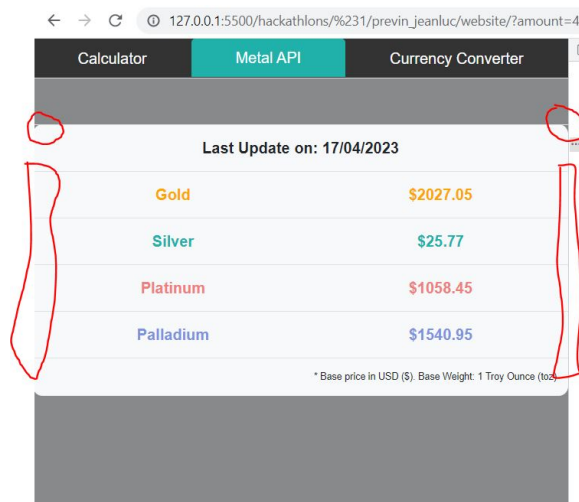 127.0.0.1:5500/hackathlons/%231/previn_jeanluc/website/?amount=4
Calculator Metal API Currency Converter
Last Update on: 17/04/2023
Gold $2027.05
Silver $25.77
Platinum $1058.45
Palladium $1540.95
* Base price in USD ($). Base Weight: 1 Troy Ounce (toz)